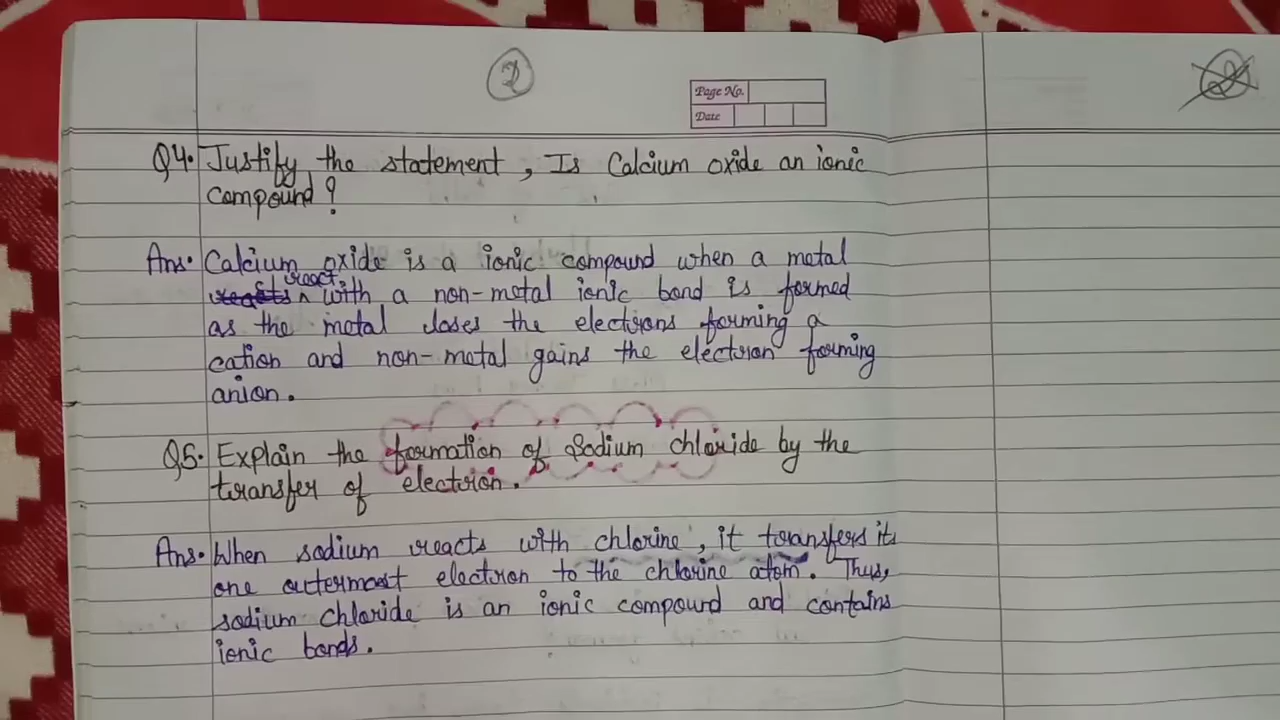 2
Page No.
Date
Q4. Justify the statement, Is Calcium oxide an ionic
compound?
Ans. Calcium oxide is a ionic compound when a metal
react
with a non-metal ionic bond is formed
as the metal loses the electrons forming a
cation and non-metal gains the electron forming
anion.
Q5. Explain the formation of Sodium chloride by the
transfer of electron.
Ans. When sodium reacts with chlorine, it transfers its
one outermost electron to the chlorine atom. Thus,
sodium chloride is an ionic compound and contains
ionic bonds.